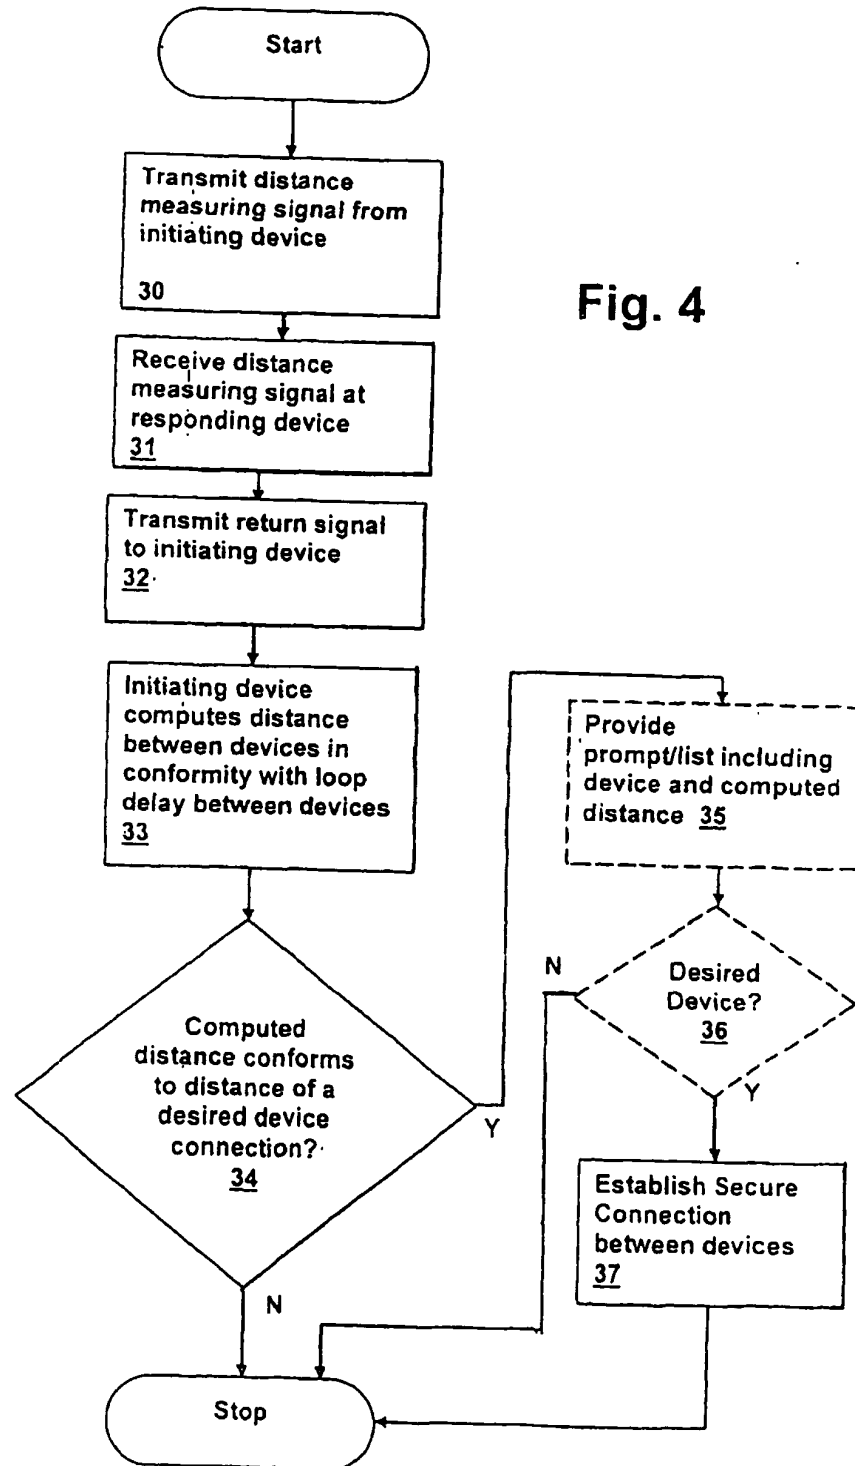 Start
Transmit distance
measuring signal from
initiating device
30
Fig. 4
Receive distance
measuring signal at
responding device
31
Transmit return signal
to initiating device
32
Initiating device
computes distance
between devices in
conformity with loop
delay between devices
33
Computed
distance conforms
to distance of a
desired device
connection?
34
Y
N
Provide
prompt/list including
device and computed
distance 35
Desired
Device?
36
N
Y
Establish Secure
Connection
between devices
37
Stop